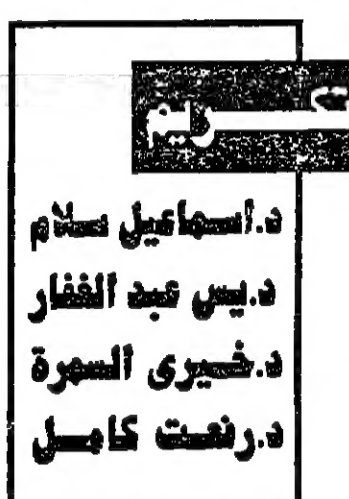 د.اسماعيل سلام
د.يس عبد الغفار
د.خيرى السمرة
د.رفعت كامل